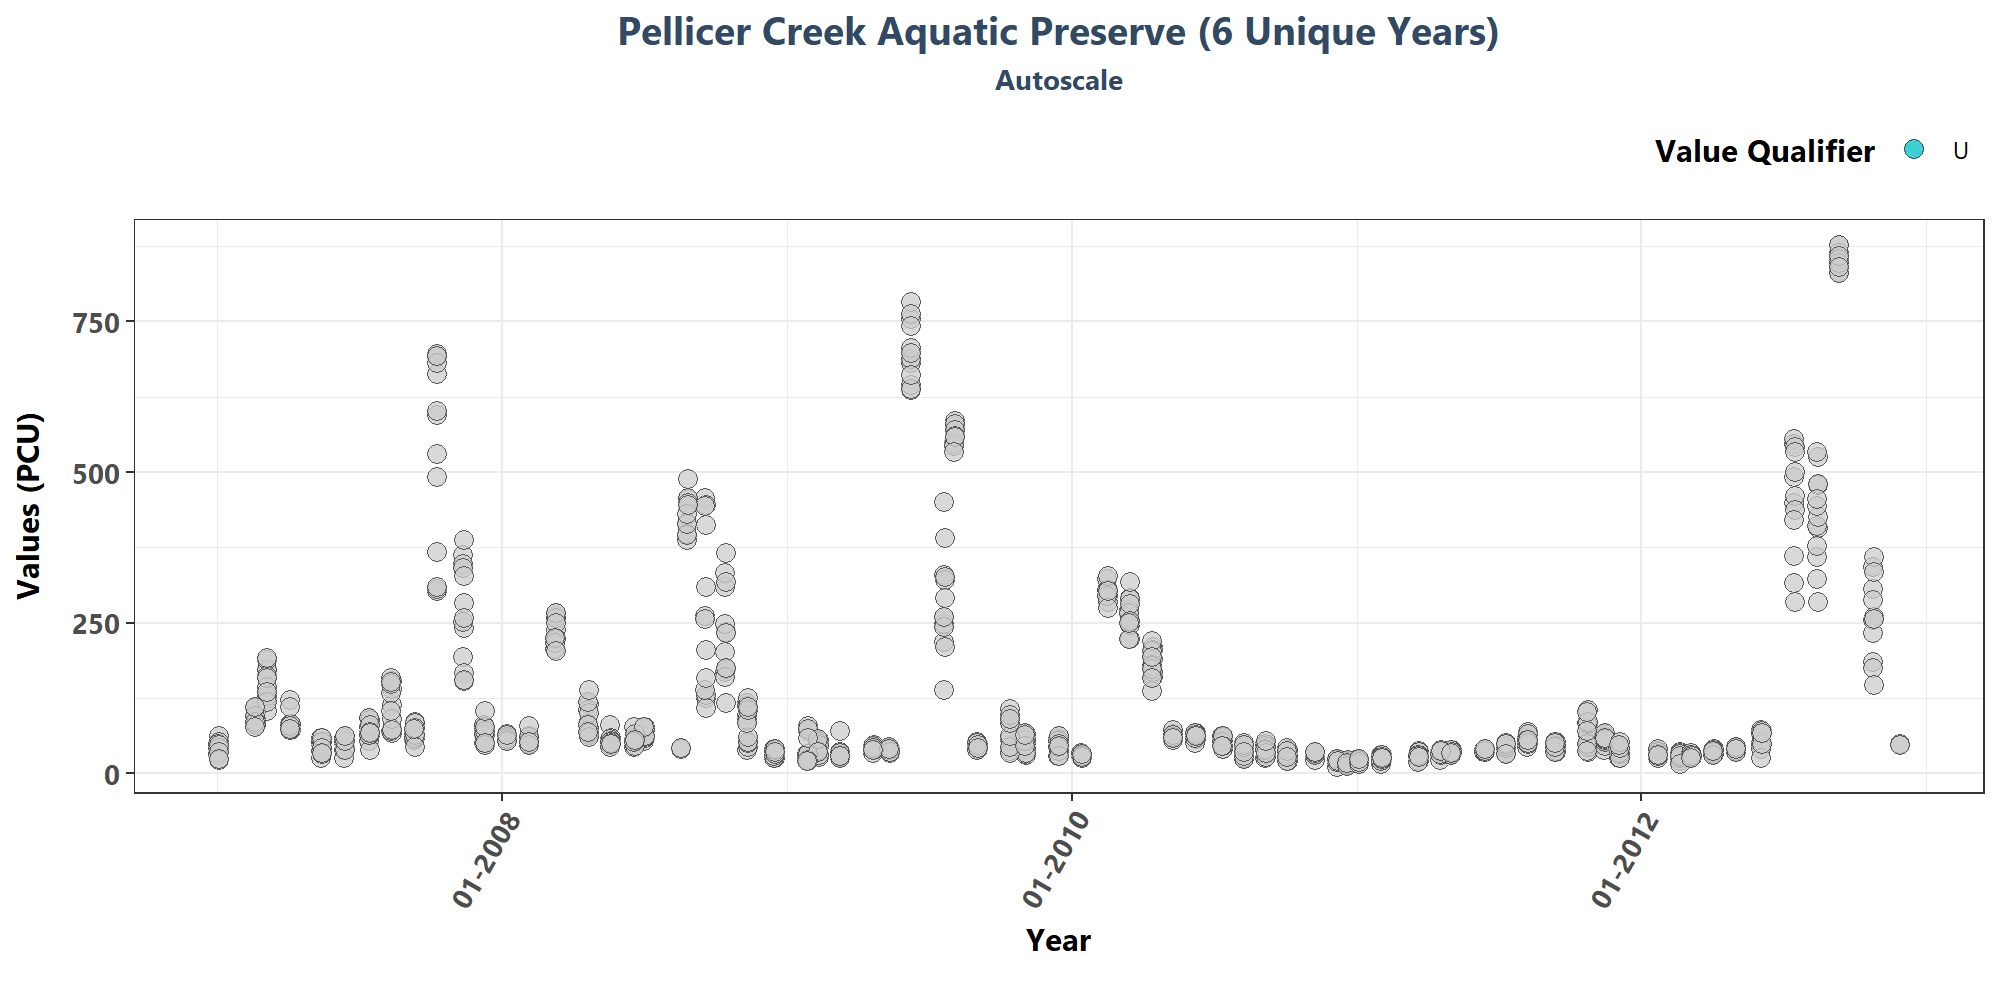 Pellicer Creek Aquatic Preserve (6 Unique Years)
Autoscale
Value Qualifier U
Values (PCU)
750
500
250
0
01-2008 01-2010 01-2012
Year